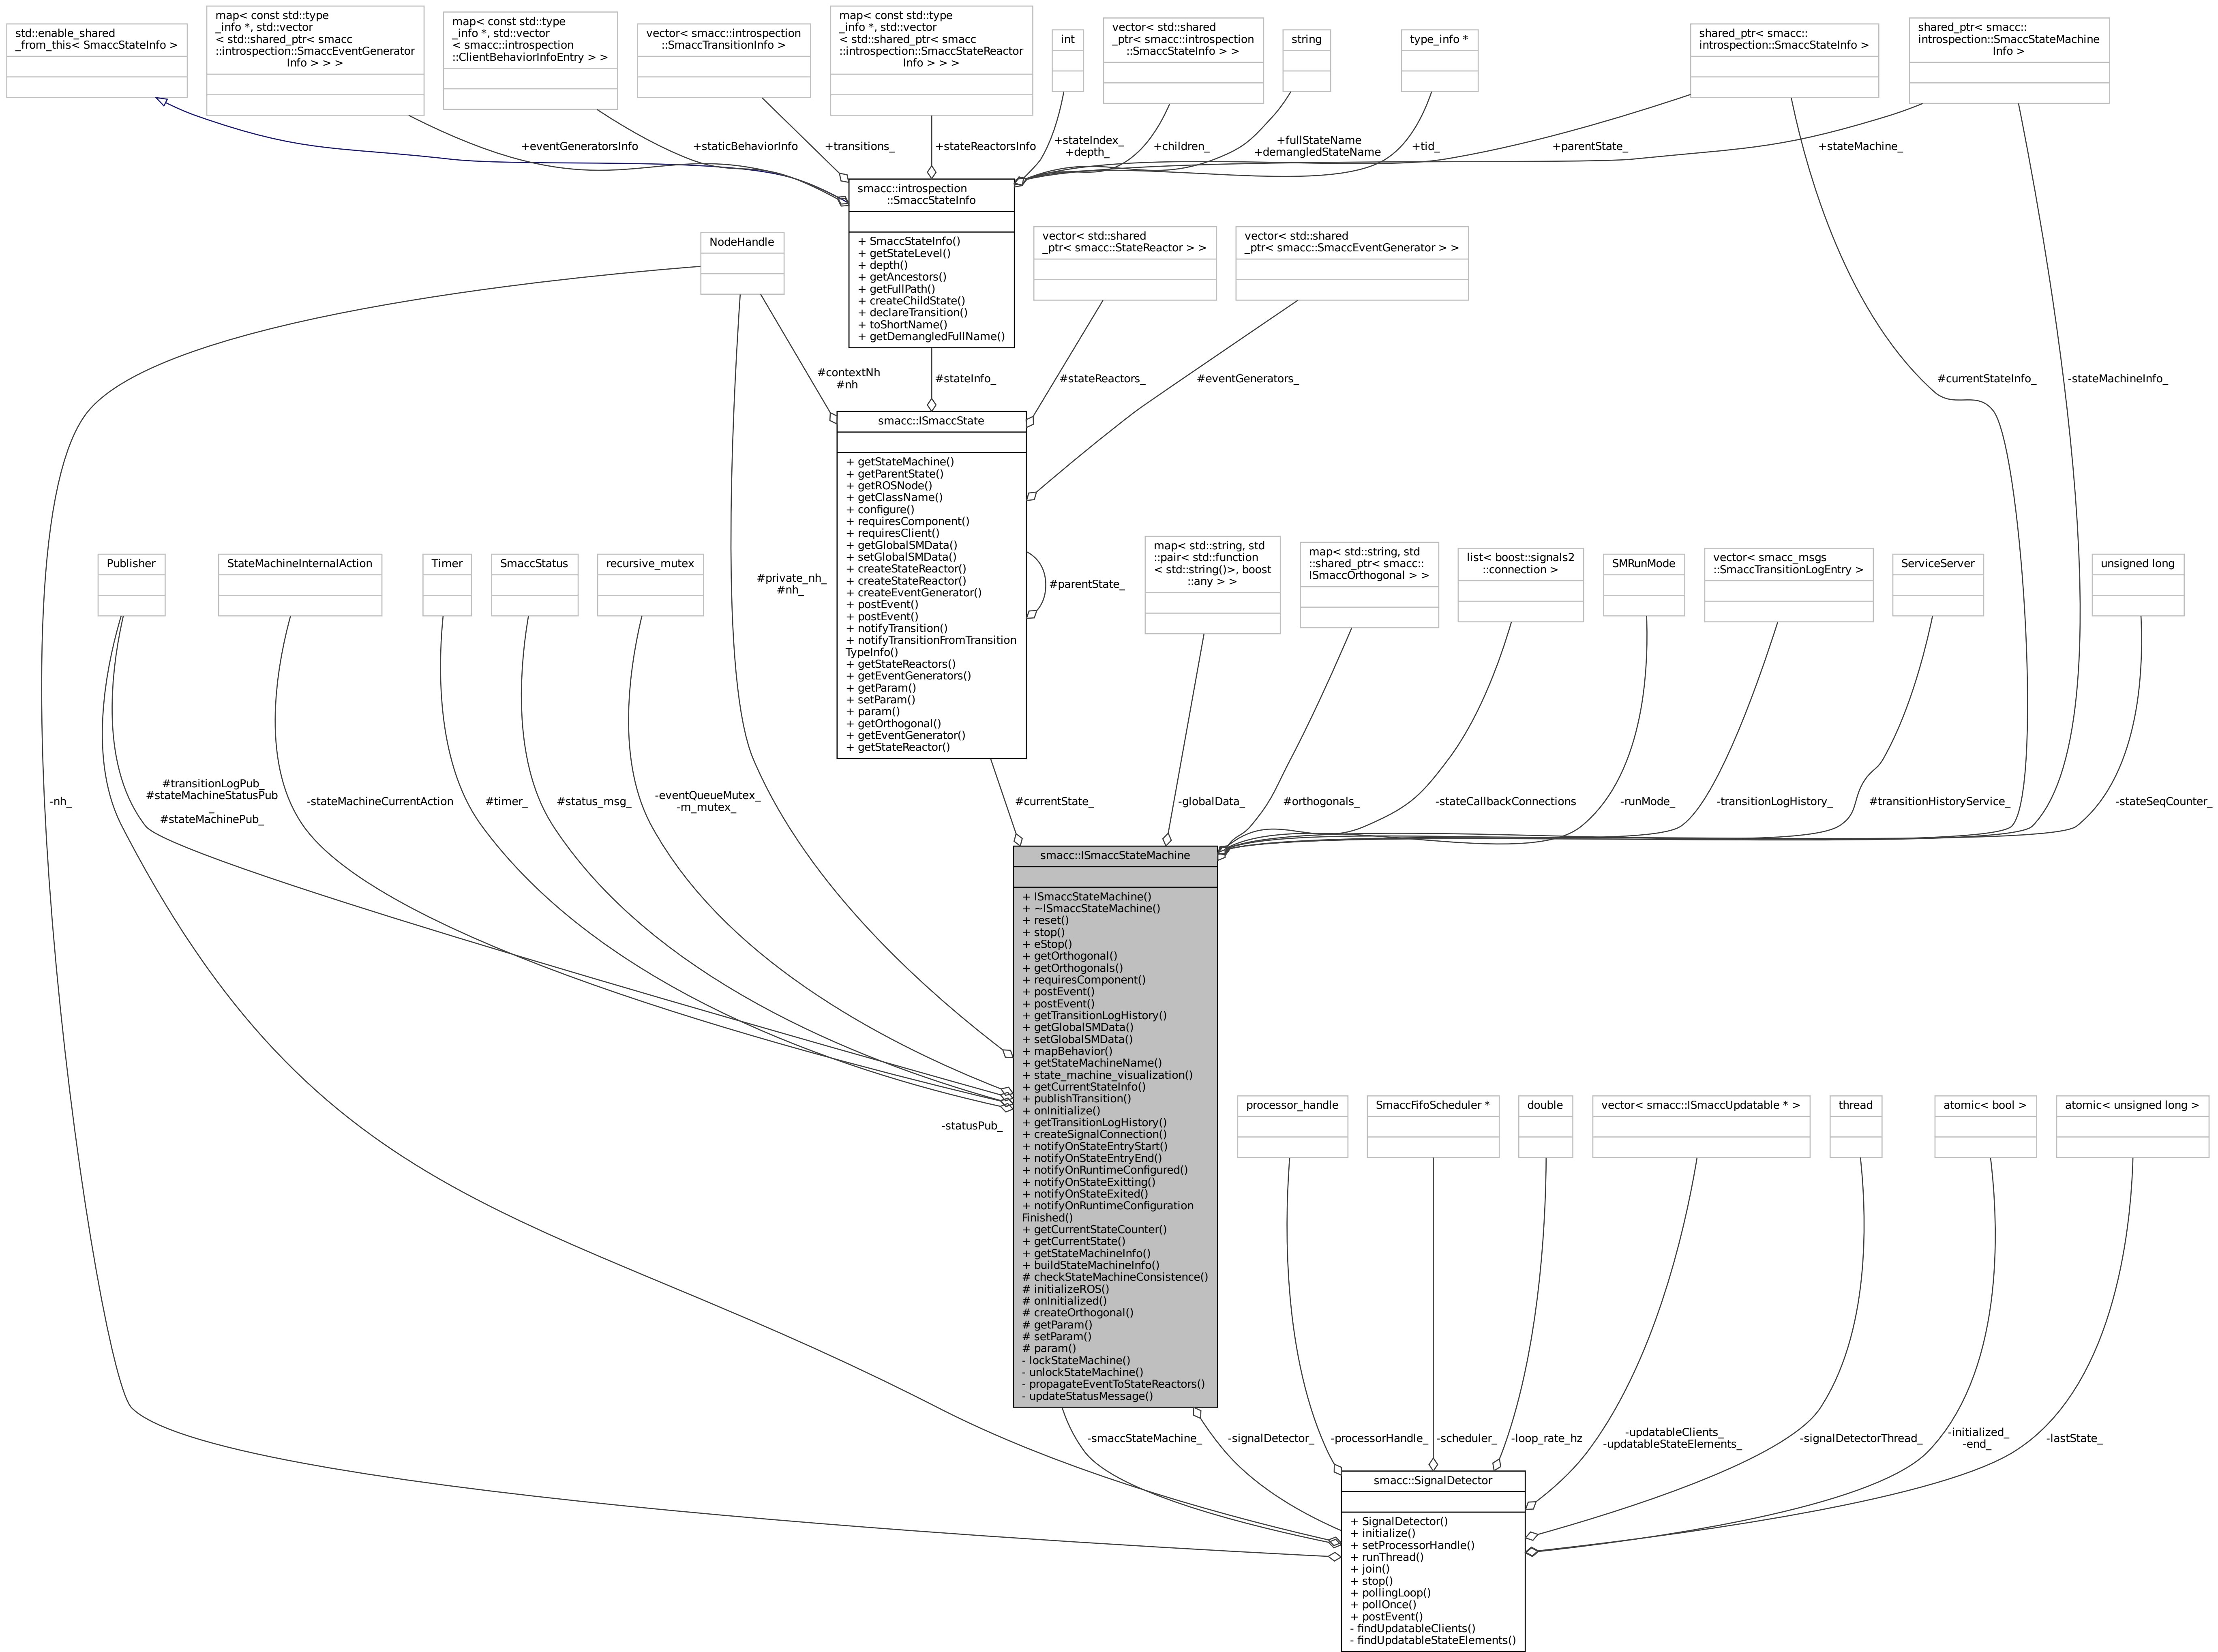 std::enable_shared
_from_this< SmaccStateInfo >
map< const std::type
_info *, std::vector
< std::shared_ptr< smacc
::introspection::SmaccEventGenerator
Info > > >
map< const std::type
_info *, std::vector
< smacc::introspection
::ClientBehaviorInfoEntry > >
vector< smacc::introspection
::SmaccTransitionInfo >
map< const std::type
_info *, std::vector
< std::shared_ptr< smacc
::introspection::SmaccStateReactor
Info > > >
int
vector< std::shared
_ptr< smacc::introspection
::SmaccStateInfo > >
string
type_info *
shared_ptr< smacc::
introspection::SmaccStateInfo >
shared_ptr< smacc::
introspection::SmaccStateMachine
Info >
+eventGeneratorsInfo
+staticBehaviorInfo
+transitions_
+stateReactorsInfo
+stateIndex_
+depth_
+children_
+fullStateName
+demangledStateName
+tid_
+parentState_
+stateMachine_
smacc::introspection
::SmaccStateInfo
+ SmaccStateInfo()
+ getStateLevel()
+ depth()
+ getAncestors()
+ getFullPath()
+ createChildState()
+ declareTransition()
+ toShortName()
+ getDemangledFullName()
NodeHandle
vector< std::shared
_ptr< smacc::StateReactor > >
vector< std::shared
_ptr< smacc::SmaccEventGenerator > >
#contextNh
#nh
#stateInfo_
#stateReactors_
#eventGenerators_
#currentStateInfo_
-stateMachineInfo_
smacc::ISmaccState
+ getStateMachine()
+ getParentState()
+ getROSNode()
+ getClassName()
+ configure()
+ requiresComponent()
+ requiresClient()
+ getGlobalSMData()
+ setGlobalSMData()
+ createStateReactor()
+ createStateReactor()
+ createEventGenerator()
+ postEvent()
+ postEvent()
+ notifyTransition()
+ notifyTransitionFromTransition
TypeInfo()
+ getStateReactors()
+ getEventGenerators()
+ getParam()
+ setParam()
+ param()
+ getOrthogonal()
+ getEventGenerator()
+ getStateReactor()
#parentState_
#private_nh_
#nh_
Publisher
StateMachineInternalAction
Timer
SmaccStatus
recursive_mutex
map< std::string, std
::pair< std::function
< std::string()>, boost
::any > >
map< std::string, std
::shared_ptr< smacc::
ISmaccOrthogonal > >
list< boost::signals2
::connection >
SMRunMode
vector< smacc_msgs
::SmaccTransitionLogEntry >
ServiceServer
unsigned long
-nh_
#transitionLogPub_
#stateMachineStatusPub
_
#stateMachinePub_
-stateMachineCurrentAction
#timer_
#status_msg_
-eventQueueMutex_
-m_mutex_
#currentState_
-globalData_
#orthogonals_
-stateCallbackConnections
-runMode_
-transitionLogHistory_
#transitionHistoryService_
-stateSeqCounter_
smacc::ISmaccStateMachine
+ ISmaccStateMachine()
+ ~ISmaccStateMachine()
+ reset()
+ stop()
+ eStop()
+ getOrthogonal()
+ getOrthogonals()
+ requiresComponent()
+ postEvent()
+ postEvent()
+ getTransitionLogHistory()
+ getGlobalSMData()
+ setGlobalSMData()
+ mapBehavior()
+ getStateMachineName()
+ state_machine_visualization()
+ getCurrentStateInfo()
+ publishTransition()
+ onInitialize()
+ getTransitionLogHistory()
+ createSignalConnection()
+ notifyOnStateEntryStart()
+ notifyOnStateEntryEnd()
+ notifyOnRuntimeConfigured()
+ notifyOnStateExitting()
+ notifyOnStateExited()
+ notifyOnRuntimeConfiguration
Finished()
+ getCurrentStateCounter()
+ getCurrentState()
+ getStateMachineInfo()
+ buildStateMachineInfo()
# checkStateMachineConsistence()
# initializeROS()
# onInitialized()
# createOrthogonal()
# getParam()
# setParam()
# param()
- lockStateMachine()
- unlockStateMachine()
- propagateEventToStateReactors()
- updateStatusMessage()
-statusPub_
processor_handle
SmaccFifoScheduler *
double
vector< smacc::ISmaccUpdatable * >
thread
atomic< bool >
atomic< unsigned long >
-smaccStateMachine_
-signalDetector_
-processorHandle_
-scheduler_
-loop_rate_hz
-updatableClients_
-updatableStateElements_
-signalDetectorThread_
-initialized_
-end_
-lastState_
smacc::SignalDetector
+ SignalDetector()
+ initialize()
+ setProcessorHandle()
+ runThread()
+ join()
+ stop()
+ pollingLoop()
+ pollOnce()
+ postEvent()
- findUpdatableClients()
- findUpdatableStateElements()